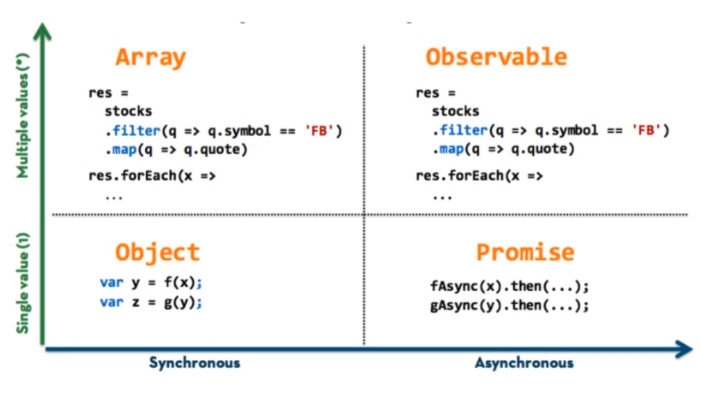 Multiple values(*)
Array
res =
stocks
.filter(q => q.symbol == 'FB')
.map(q => q.quote)
res.forEach(x =>
...
Observable
res =
stocks
.filter(q => q.symbol == 'FB')
.map(q => q.quote)
res.forEach(x =>
...
Single value (1)
Object
var y = f(x);
var z = g(y);
Promise
fAsync(x).then(...);
gAsync(y).then(...);
Synchronous
Asynchronous